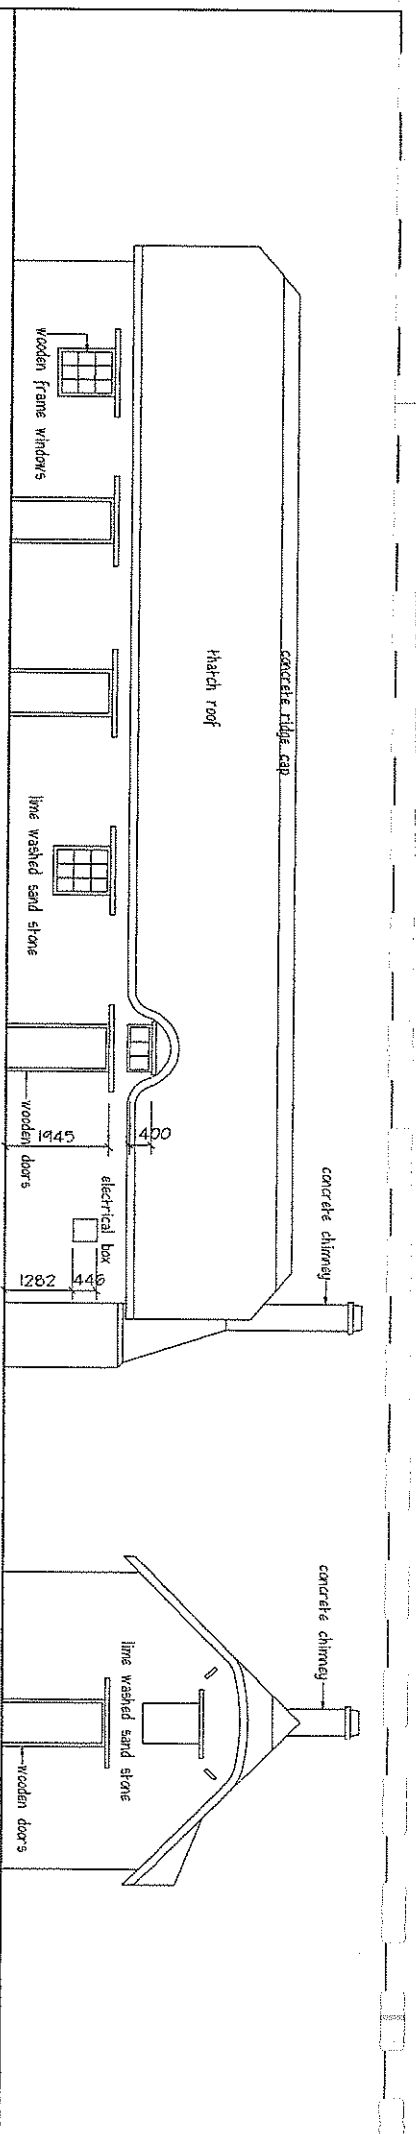 concrete ridge cap
thatch roof
concrete chimney
concrete chimney
wooden frame windows
lime washed sand stone
wooden doors
1945
400
electrical box
1282
446
lime washed sand stone
wooden doors